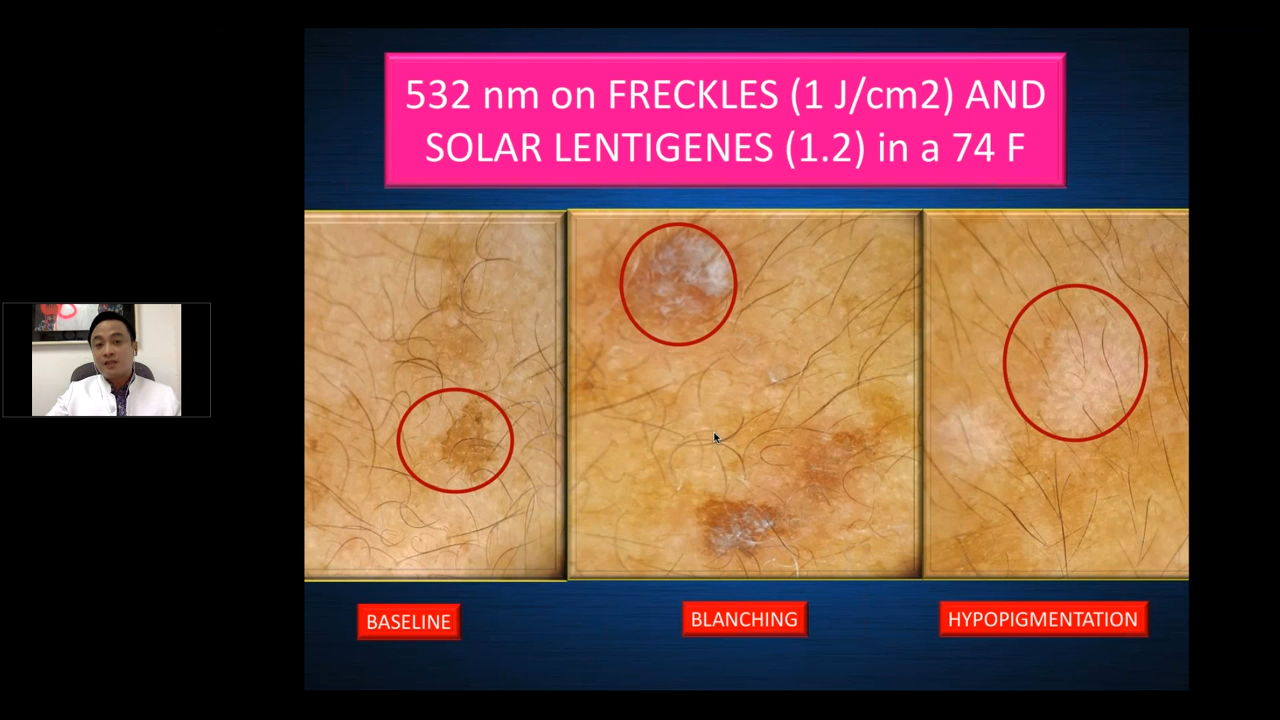 532 nm on FRECKLES (1 J/cm2) AND
SOLAR LENTIGENES (1.2) in a 74 F
BASELINE
BLANCHING
HYPOPIGMENTATION